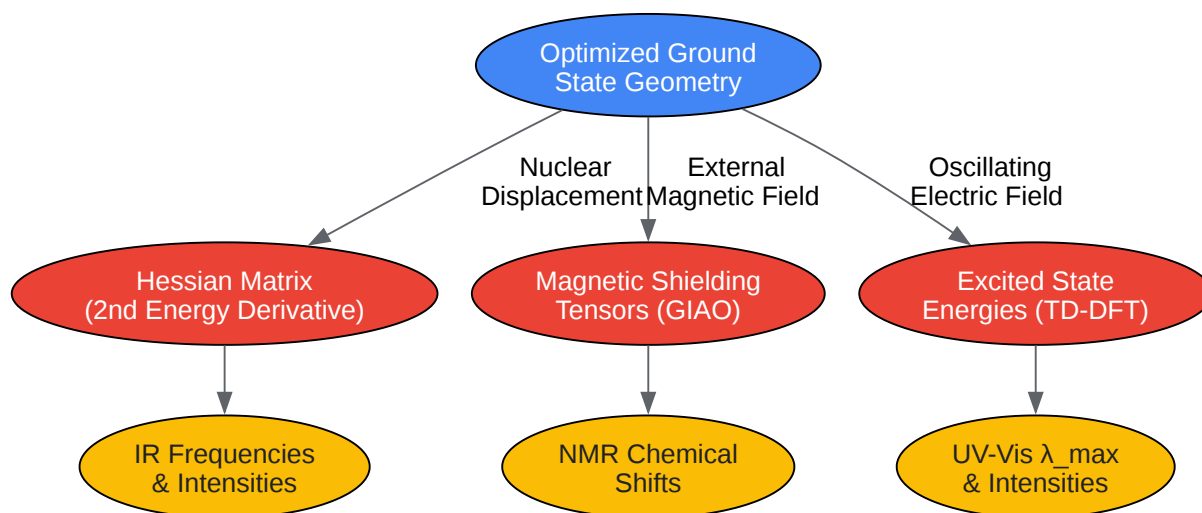 Optimized Ground
State Geometry
Nuclear
Displacement
External
Magnetic Field
Oscillating
Electric Field
Hessian Matrix
(2nd Energy Derivative)
Magnetic Shielding
Tensors (GIAO)
Excited State
Energies (TD-DFT)
IR Frequencies
& Intensities
NMR Chemical
Shifts
UV-Vis λ_max
& Intensities